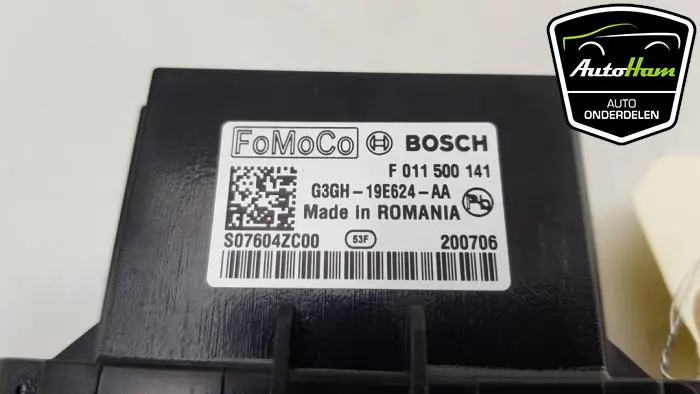 FoMoCo BOSCH
F 011 500 141
G3GH-19E624-AA
Made in ROMANIA Pb
S07604ZC00 53F 200706
AutoHam
AUTO
ONDERDELEN